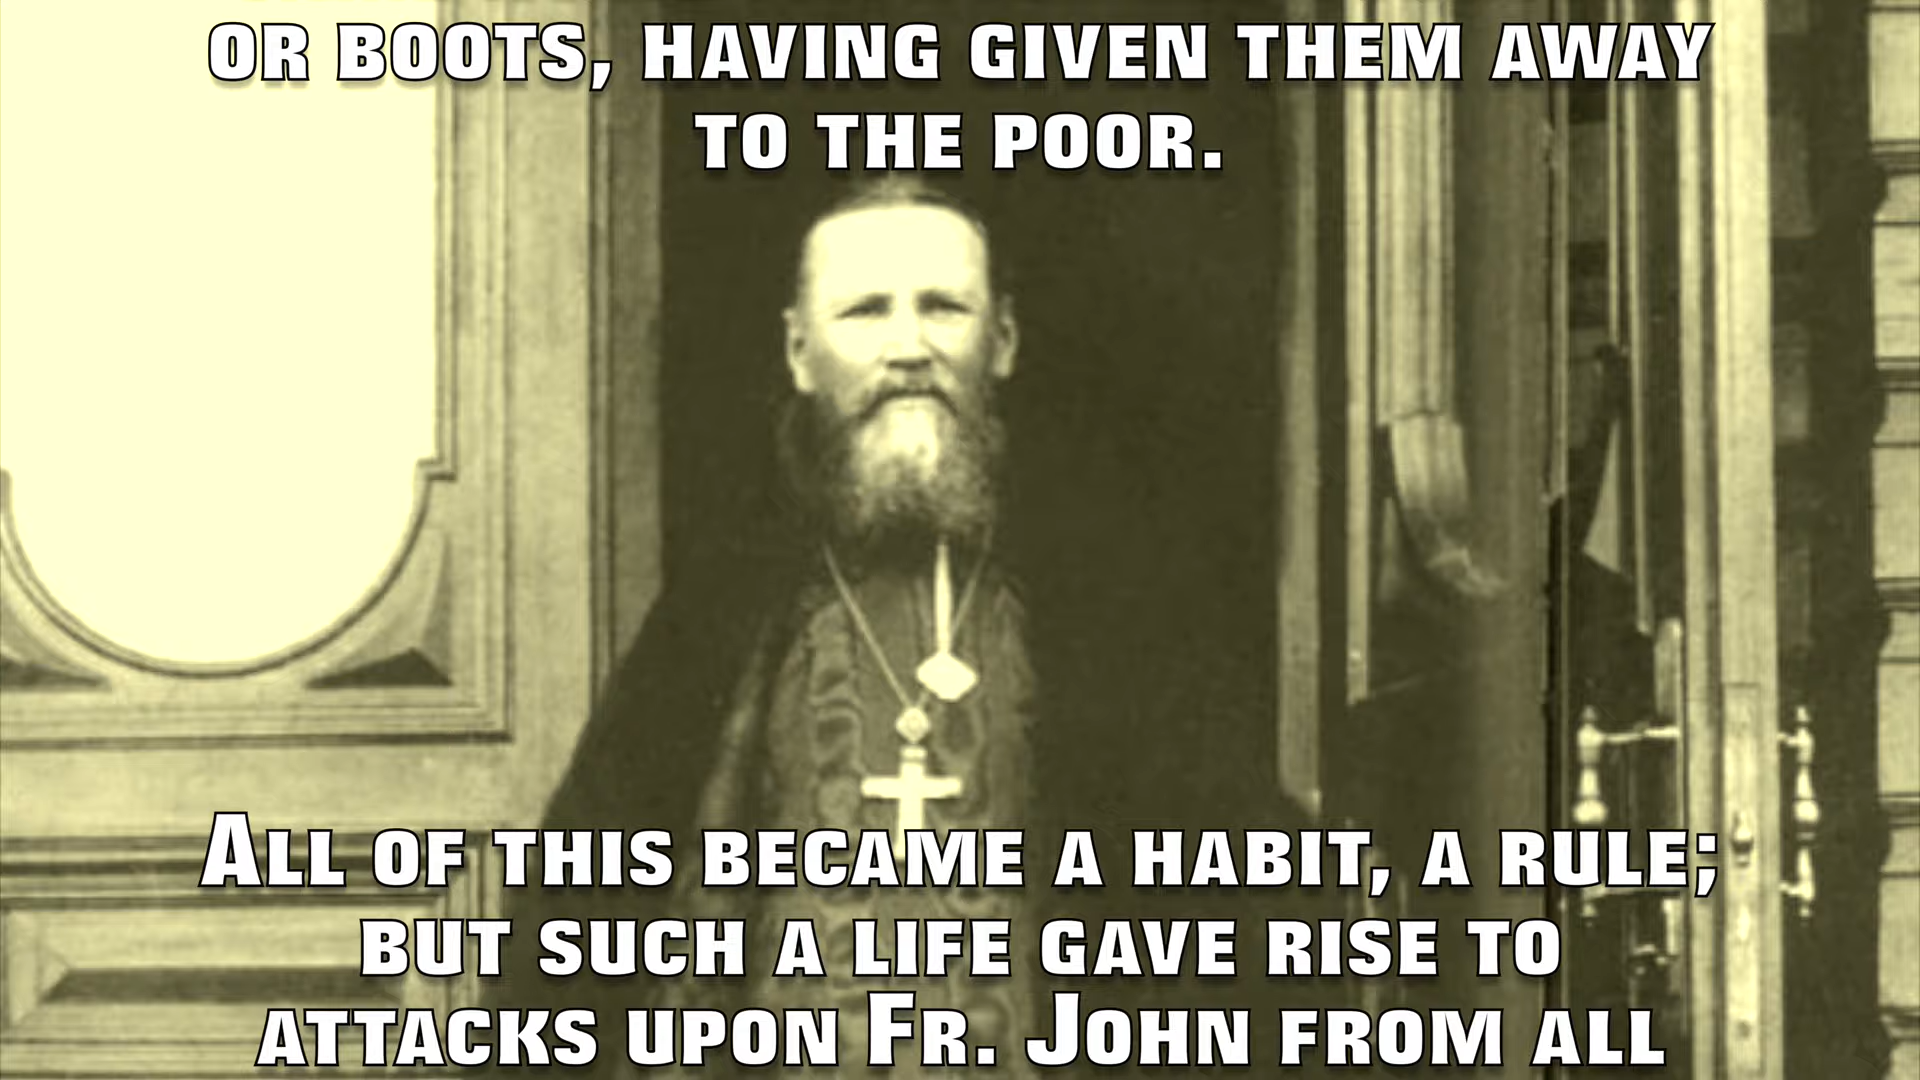 or boots, having given them away
to the poor.
All of this became a habit, a rule;
but such a life gave rise to
attacks upon Fr. John from all